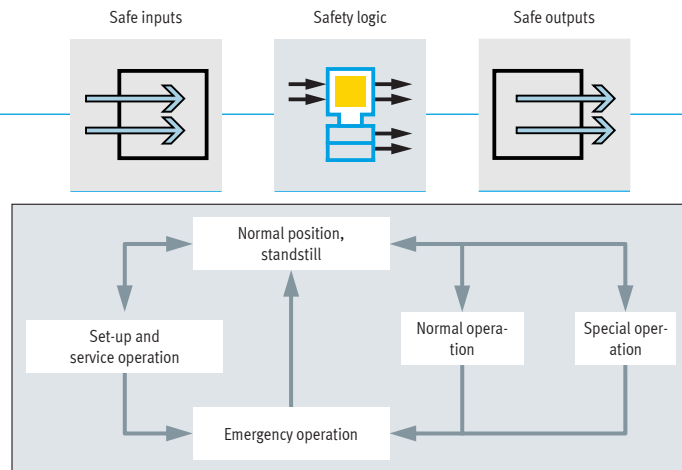 Safe inputs
Safety logic
Safe outputs
Normal position,
standstill
Set-up and
service operation
Normal opera-
tion
Special oper-
ation
Emergency operation